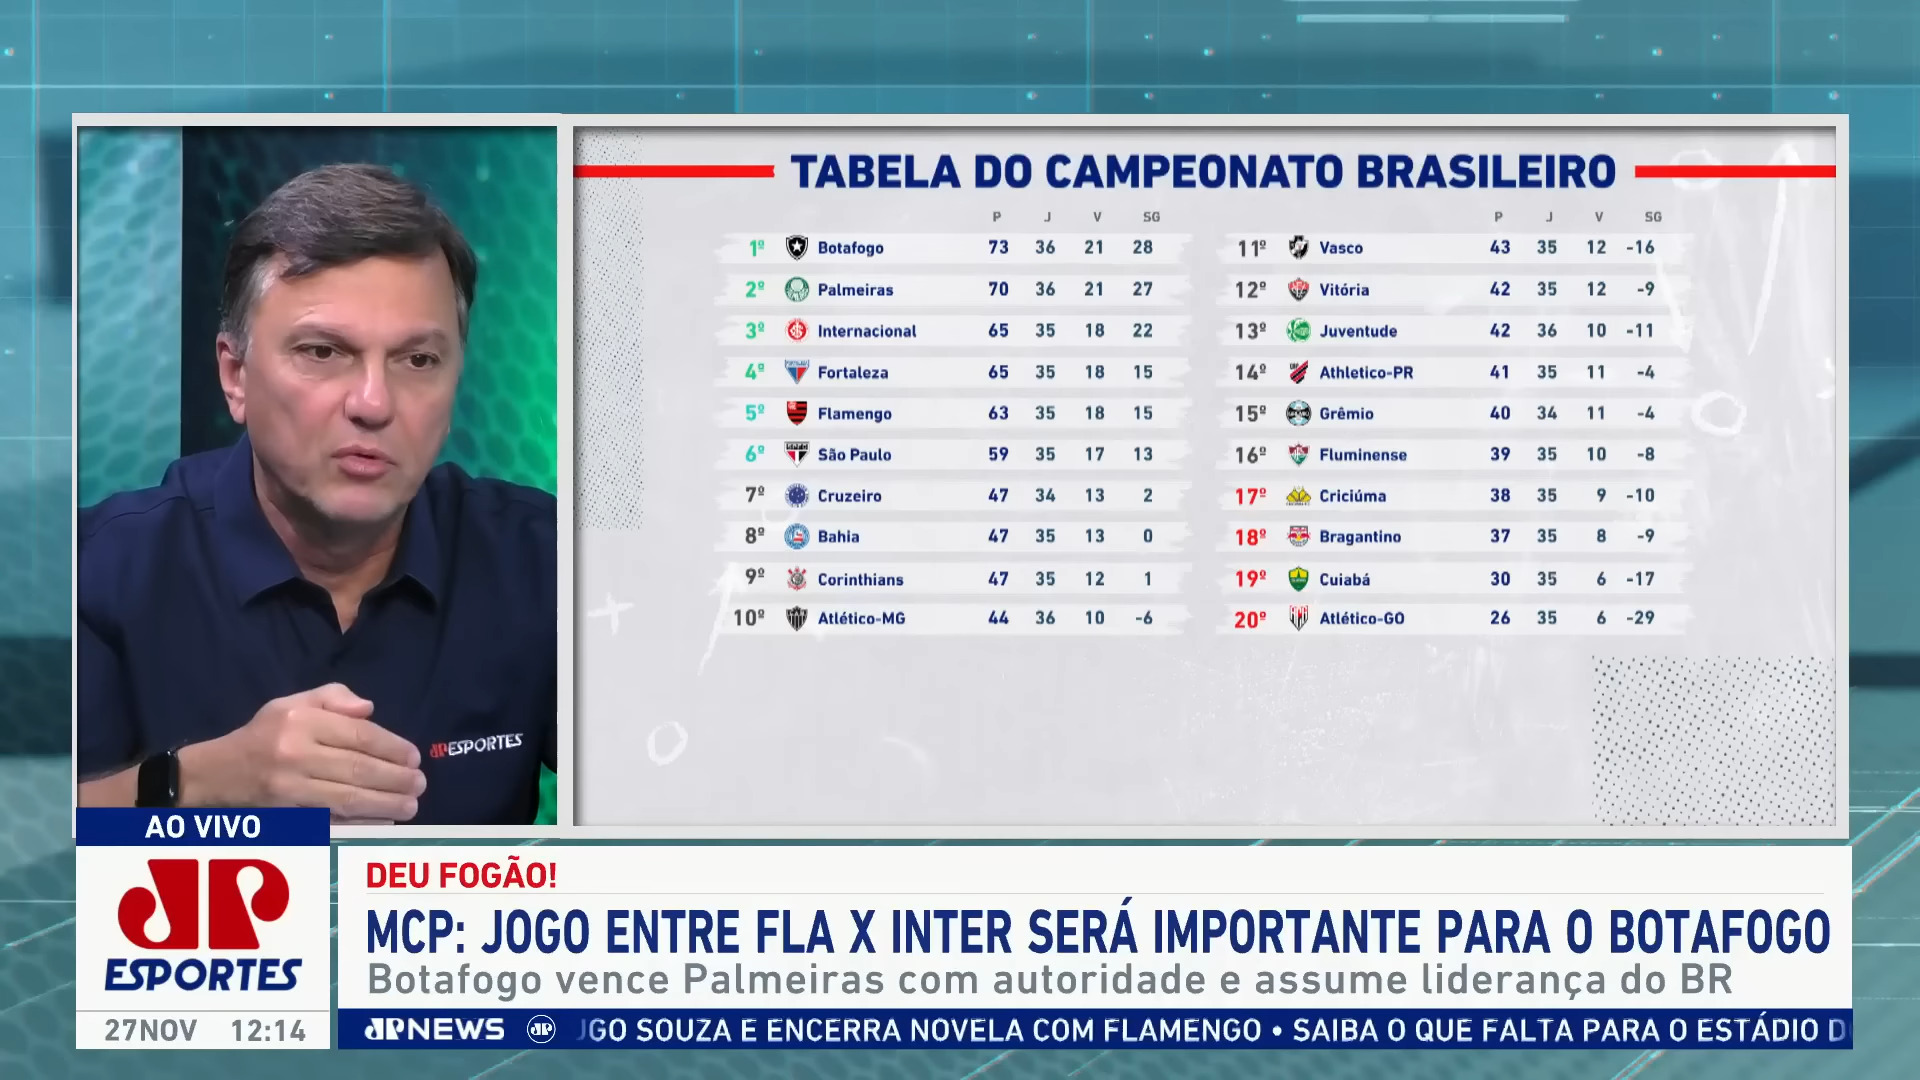 TABELA DO CAMPEONATO BRASILEIRO
P J V SG
1º Botafogo 73 36 21 28
2º Palmeiras 70 36 21 27
3º Internacional 65 35 18 22
4º Fortaleza 65 35 18 15
5º Flamengo 63 35 18 15
6º São Paulo 59 35 17 13
7º Cruzeiro 47 34 13 2
8º Bahia 47 35 13 0
9º Corinthians 47 35 12 1
10º Atlético-MG 44 36 10 -6
P J V SG
11º Vasco 43 35 12 -16
12º Vitória 42 35 12 -9
13º Juventude 42 36 10 -11
14º Athletico-PR 41 35 11 -4
15º Grêmio 40 34 11 -4
16º Fluminense 39 35 10 -8
17º Criciúma 38 35 9 -10
18º Bragantino 37 35 8 -9
19º Cuiabá 30 35 6 -17
20º Atlético-GO 26 35 6 -29
JP ESPORTES
AO VIVO
JP
ESPORTES
27NOV 12:14
DEU FOGÃO!
MCP: JOGO ENTRE FLA X INTER SERÁ IMPORTANTE PARA O BOTAFOGO
Botafogo vence Palmeiras com autoridade e assume liderança do BR
JP NEWS JP SOUZA E ENCERRA NOVELA COM FLAMENGO • SAIBA O QUE FALTA PARA O ESTÁDIO